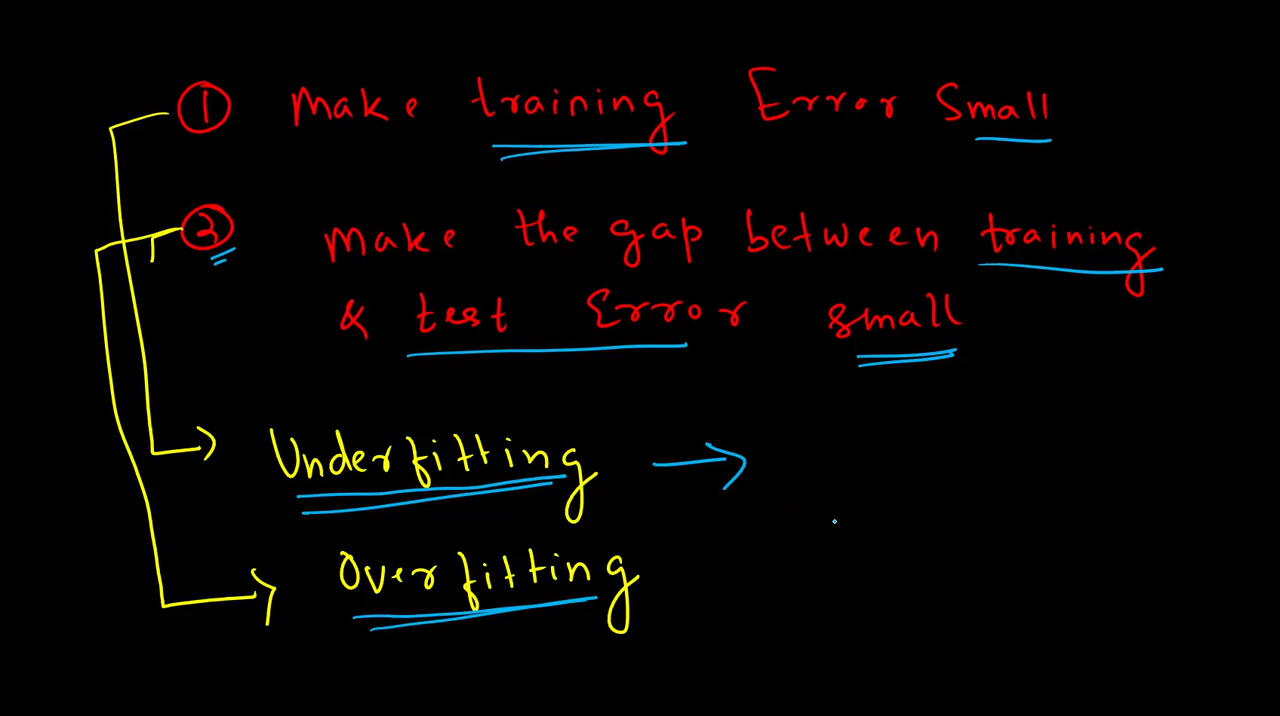 ① Make training Error Small
② Make the gap between training
& test Error small
Underfitting →
Overfitting